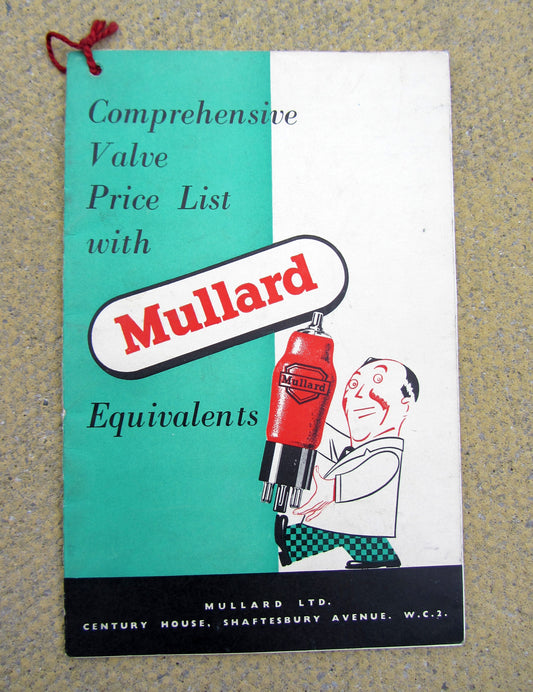 Comprehensive
Valve
Price List
with
Mullard
Mullard
Equivalents
MULLARD LTD.
CENTURY HOUSE, SHAFTESBURY AVENUE. W.C.2.